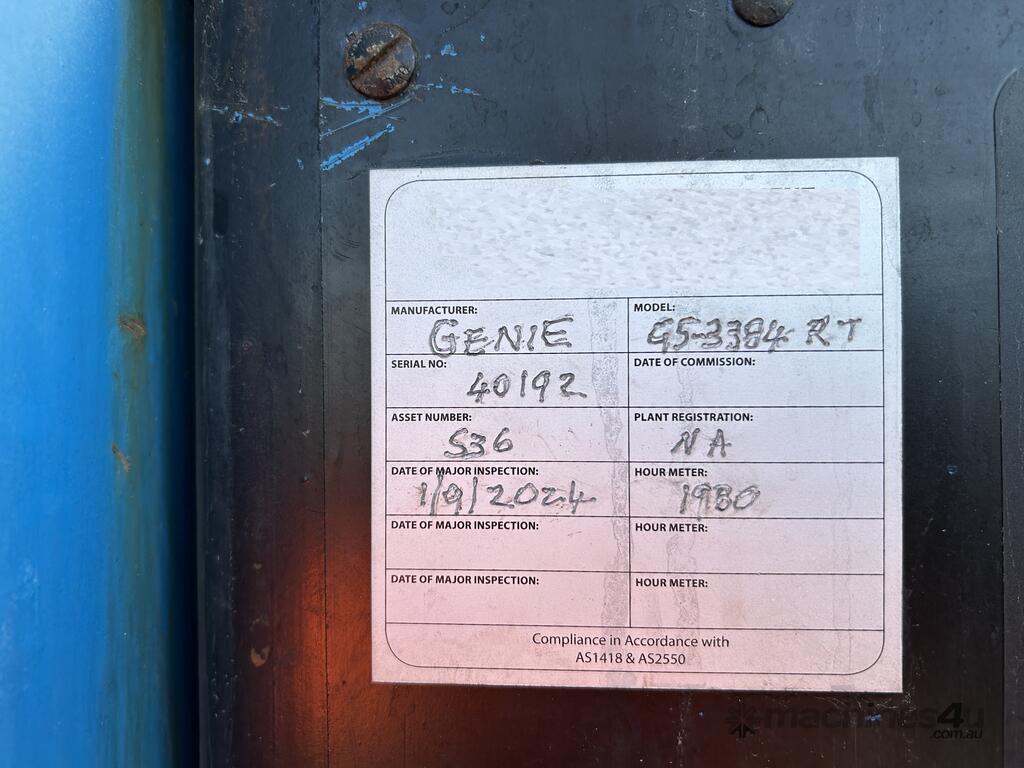 MANUFACTURER: GENIE
MODEL: GS-3384 RT
SERIAL NO: 40192
DATE OF COMMISSION:
ASSET NUMBER: S36
PLANT REGISTRATION: NA
DATE OF MAJOR INSPECTION: 1/9/2024
HOUR METER: 1980
DATE OF MAJOR INSPECTION:
HOUR METER:
DATE OF MAJOR INSPECTION:
HOUR METER:
Compliance in Accordance with
AS1418 & AS2550
machines4u
.com.au